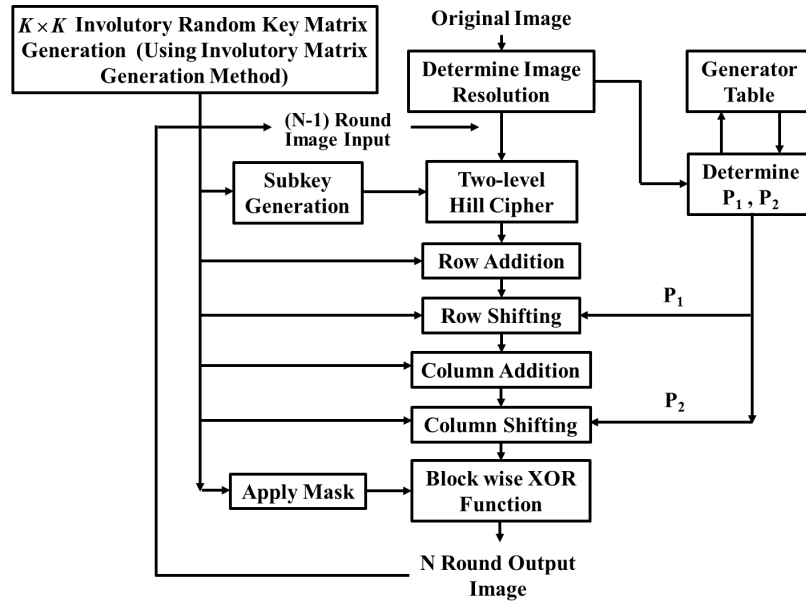 K × K Involutory Random Key Matrix
Generation (Using Involutory Matrix
Generation Method)
Original Image
Determine Image
Resolution
Generator
Table
(N-1) Round
Image Input
Subkey
Generation
Two-level
Hill Cipher
Determine
P₁ , P₂
Row Addition
Row Shifting
P₁
Column Addition
Column Shifting
P₂
Apply Mask
Block wise XOR
Function
N Round Output
Image